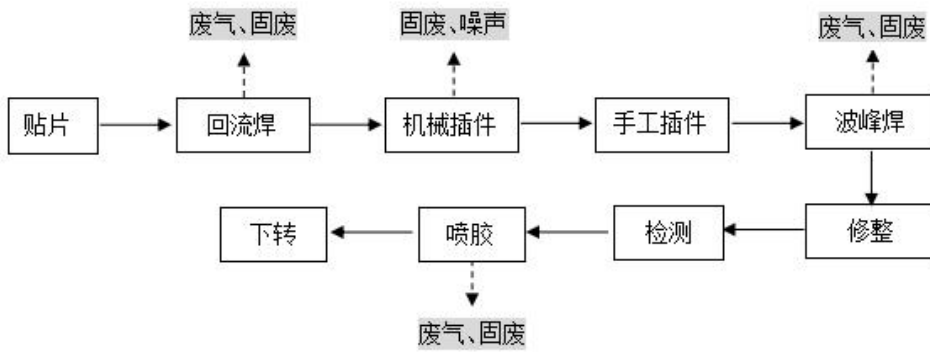 废气、固废
固废、噪声
废气、固废
贴片
回流焊
机械插件
手工插件
波峰焊
下转
喷胶
检测
修整
废气、固废